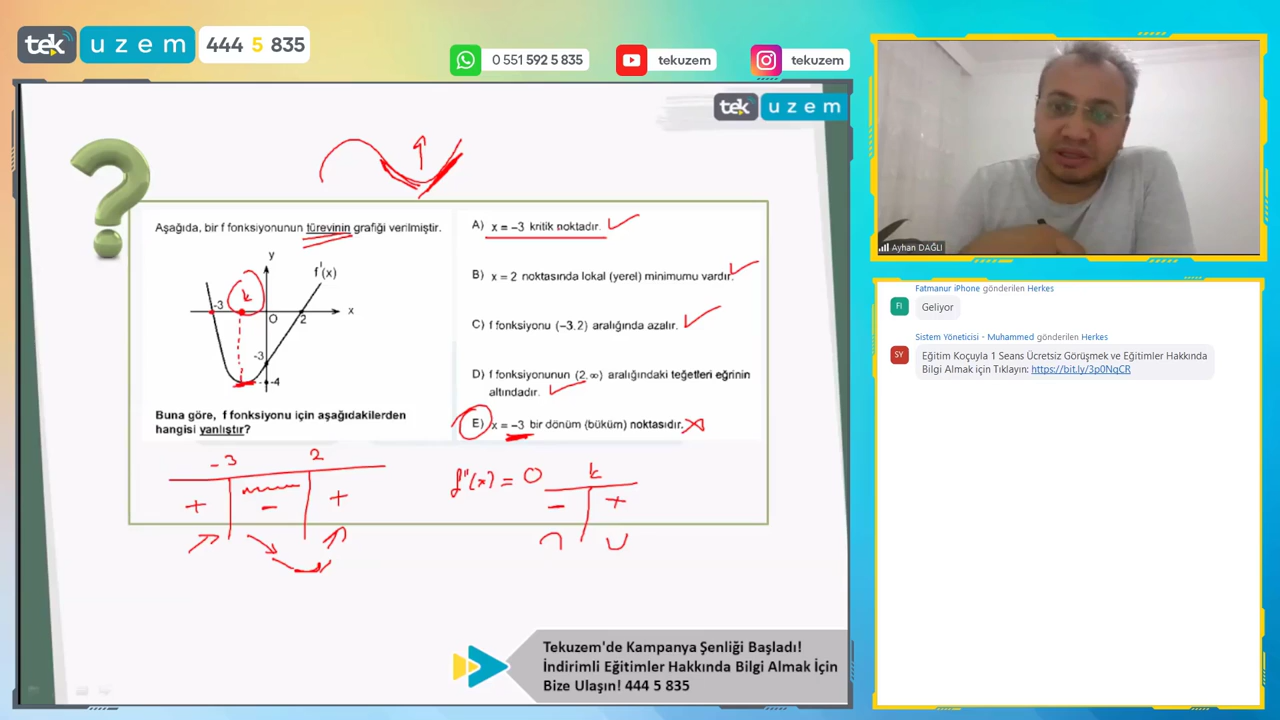 tek uzem 444 5 835
0 551 592 5 835
tekuzem
tekuzem
tek uzem
?
Aşağıda, bir f fonksiyonunun türevinin grafiği verilmiştir.
y
f'(x)
-3
k
x
O
2
-3
-4
Buna göre, f fonksiyonu için aşağıdakilerden
hangisi yanlıştır?
A) x = -3 kritik noktadır.
B) x = 2 noktasında lokal (yerel) minimumu vardır.
C) f fonksiyonu (-3.2) aralığında azalır.
D) f fonksiyonunun (2,∞) aralığındaki teğetleri eğrinin
altındadır.
E) x = -3 bir dönüm (büküm) noktasıdır.
-3 2
+ - +
f''(x) = 0 k
- +
Tekuzem'de Kampanya Şenliği Başladı!
İndirimli Eğitimler Hakkında Bilgi Almak İçin
Bize Ulaşın! 444 5 835
Ayhan DAĞLI
Fatmanur iPhone gönderilen Herkes
FI Geliyor
Sistem Yöneticisi - Muhammed gönderilen Herkes
SY Eğitim Koçuyla 1 Seans Ücretsiz Görüşmek ve Eğitimler Hakkında
Bilgi Almak için Tıklayın: https://bit.ly/3p0NqCR